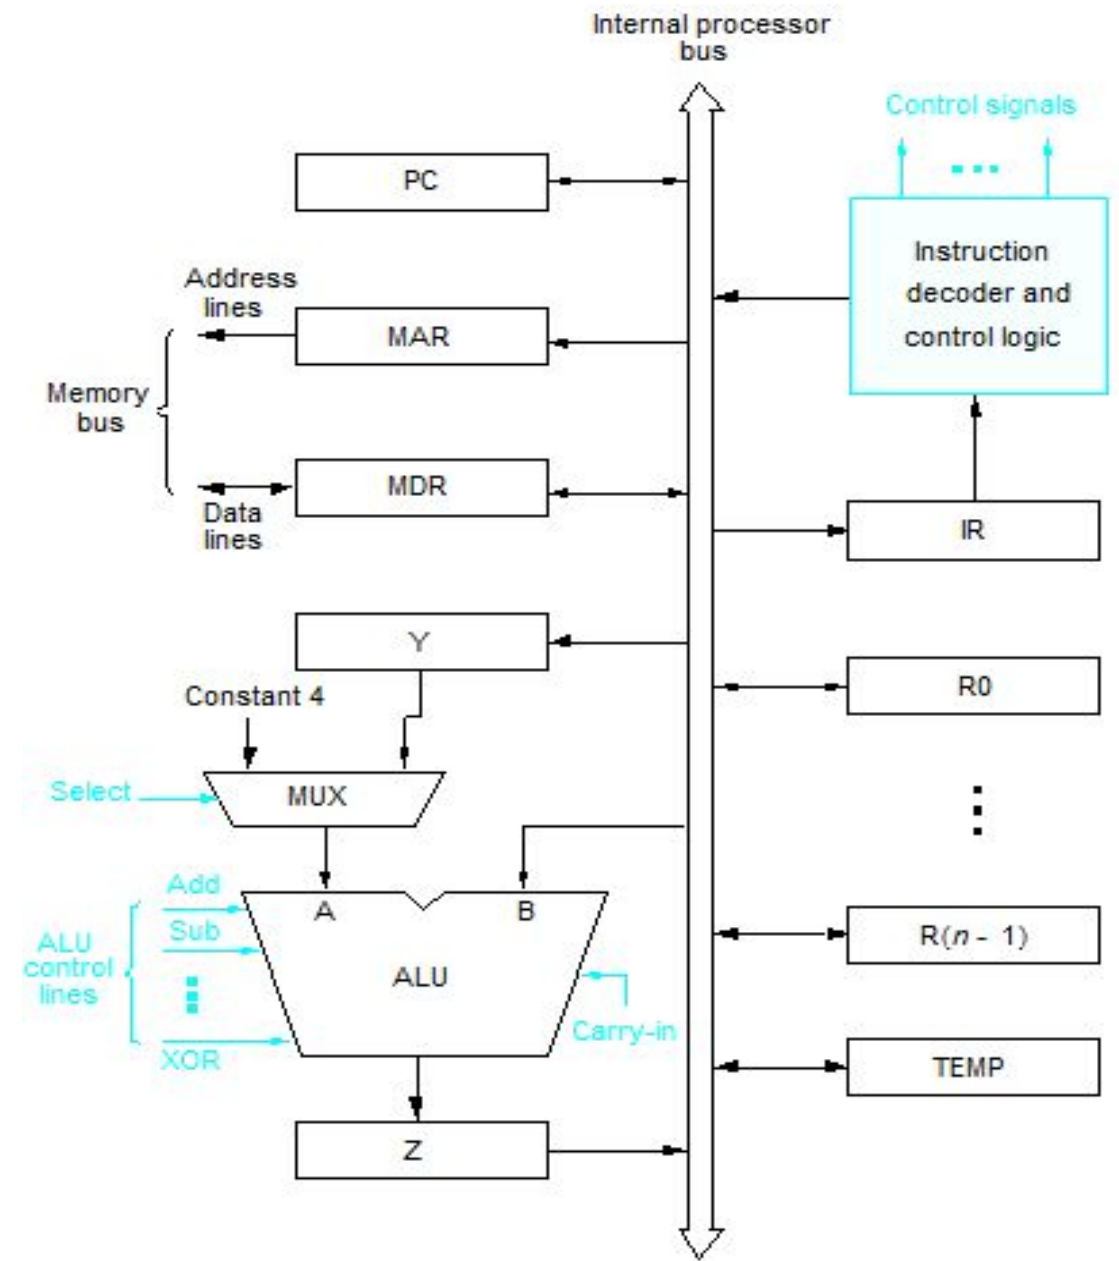 Internal processor
bus
Control signals
PC
Instruction
decoder and
control logic
Address
lines
MAR
Memory
bus
MDR
Data
lines
IR
Y
R0
Constant 4
Select
MUX
Add
A
B
R(n - 1)
Sub
ALU
control
lines
ALU
Carry-in
XOR
TEMP
Z